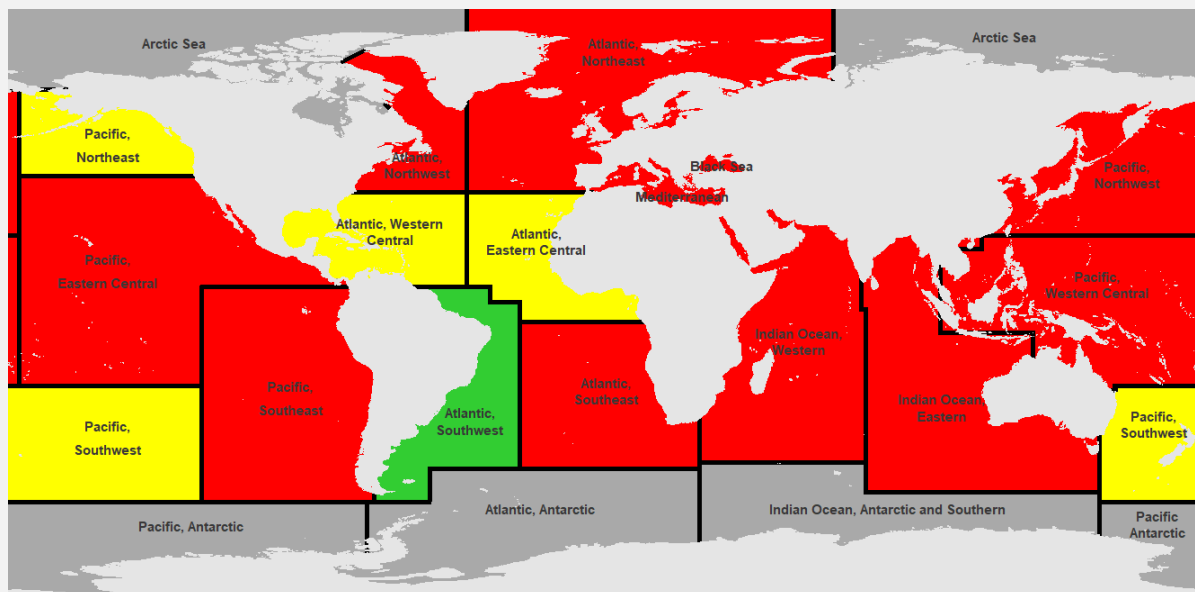 Arctic Sea
Atlantic,
Northeast
Arctic Sea
Pacific,
Northeast
Atlantic,
Northwest
Black Sea
Mediterranean
Pacific,
Northwest
Atlantic, Western
Central
Atlantic,
Eastern Central
Pacific,
Eastern Central
Pacific,
Western Central
Indian Ocean,
Western
Pacific,
Southeast
Atlantic,
Southeast
Atlantic,
Southwest
Indian Ocean
Eastern
Pacific,
Southwest
Pacific,
Southwest
Pacific, Antarctic
Atlantic, Antarctic
Indian Ocean, Antarctic and Southern
Pacific
Antarctic